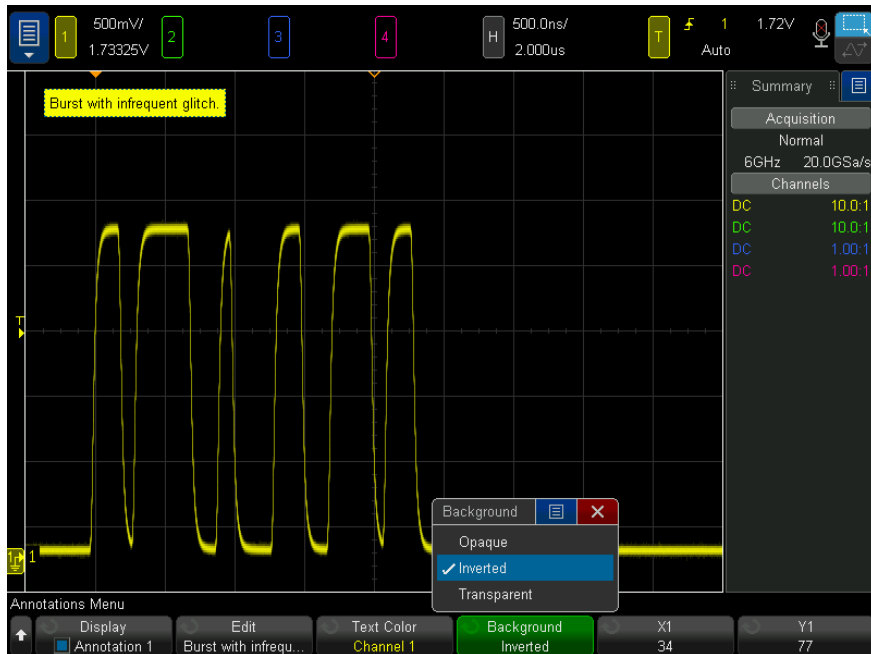 1 500mV/ 2 3 4 H 500.0ns/ T 1 1.72V
1.73325V 2.000us Auto
Burst with infrequent glitch.
Summary
Acquisition
Normal
6GHz 20.0GSa/s
Channels
DC 10.0:1
DC 10.0:1
DC 1.00:1
DC 1.00:1
T
1 1
Background
Opaque
Inverted
Transparent
Annotations Menu
Display Edit Text Color Background X1 Y1
Annotation 1 Burst with infrequ... Channel 1 Inverted 34 77